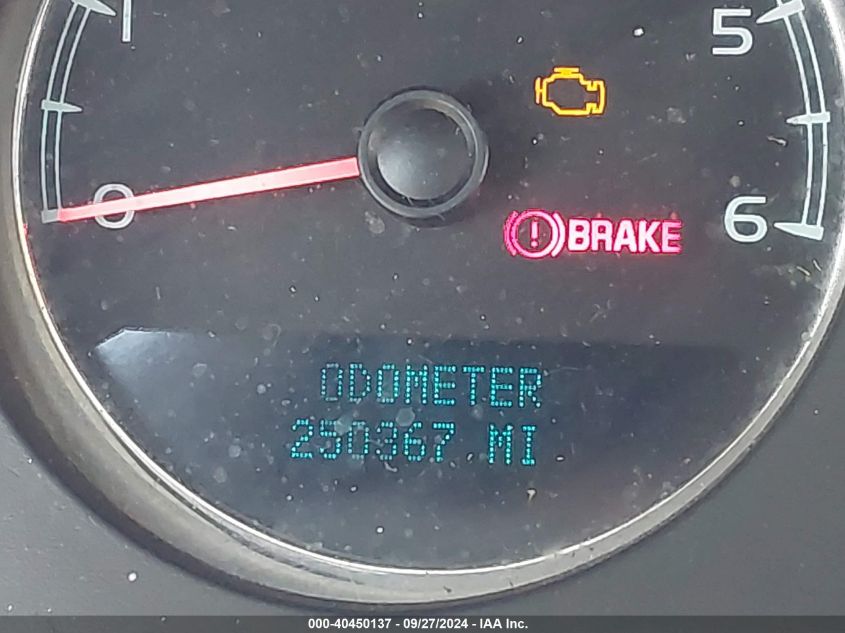 1
5
0
6
BRAKE
ODOMETER
250367 MI
000-40450137 - 09/27/2024 - IAA Inc.